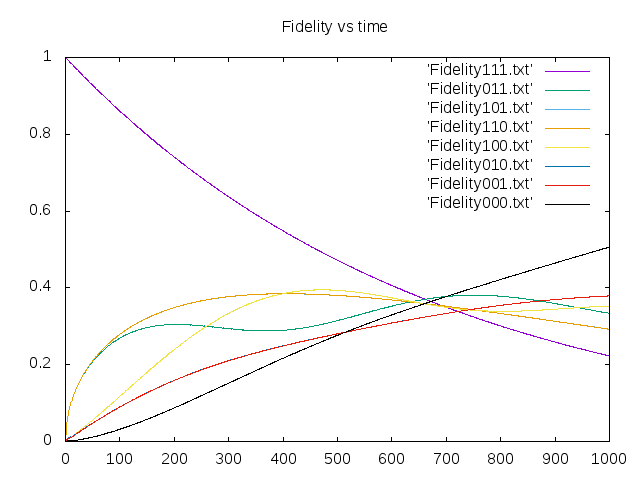 Fidelity vs time
'Fidelity111.txt'
'Fidelity011.txt'
'Fidelity101.txt'
'Fidelity110.txt'
'Fidelity100.txt'
'Fidelity010.txt'
'Fidelity001.txt'
'Fidelity000.txt'
1
0.8
0.6
0.4
0.2
0
0 100 200 300 400 500 600 700 800 900 1000